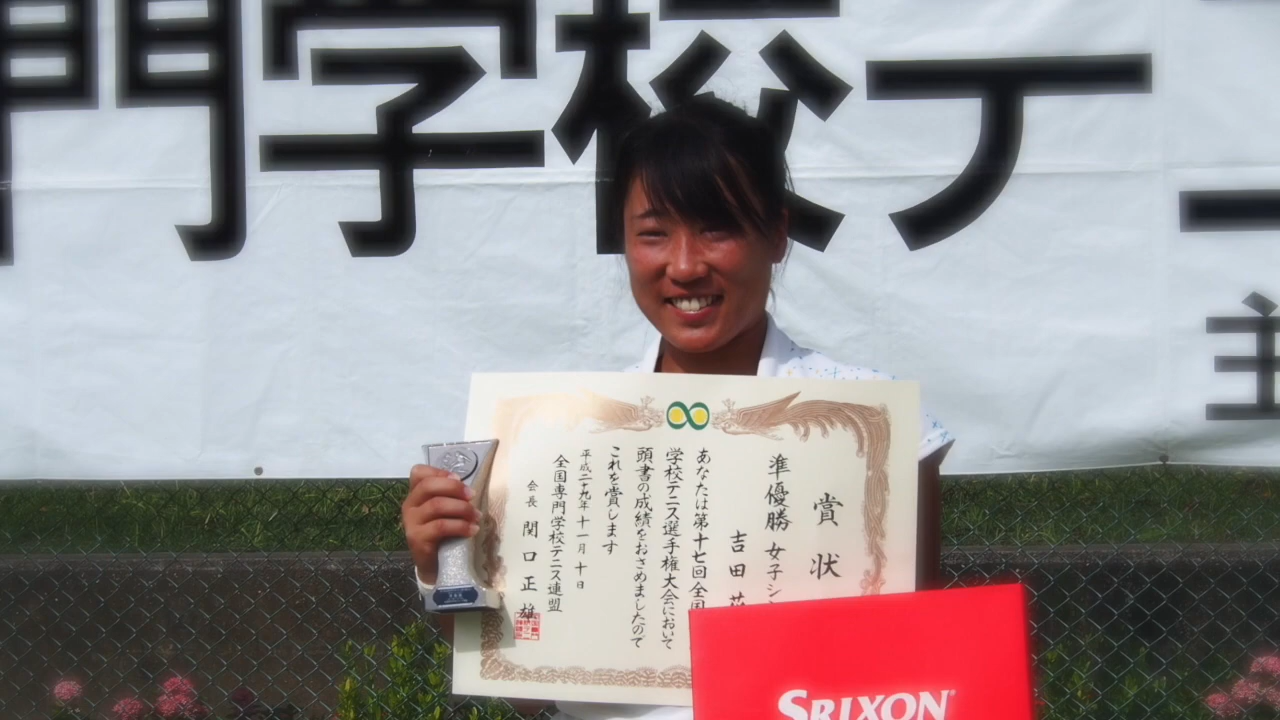 門学校テニ
主
賞状
準優勝 女子シン
吉田 花
あなたは第十七回全国
学校テニス選手権大会において
頭書の成績をおさめましたので
これを賞します
平成二十九年十一月十日
全国専門学校テニス連盟
会長 関口正雄
SRIXON